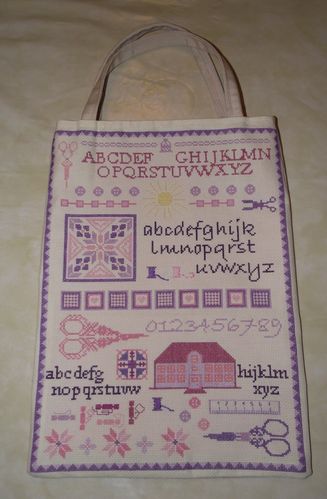 ABCDEF GHIJKLMN
OPQRSTUVWXYZ
abcdefghijk
lmnopqrst
uvwxyz
0123456789
abcdefg hijklm
nopqrstuvw xyz